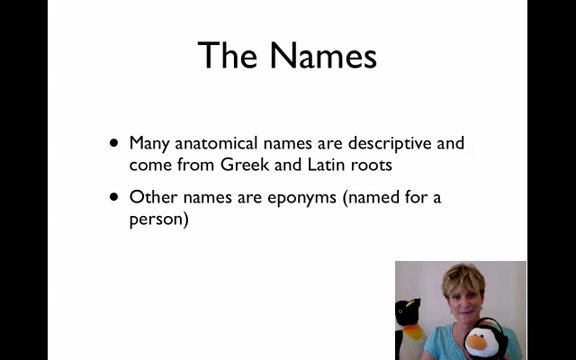 The Names
• Many anatomical names are descriptive and
come from Greek and Latin roots
• Other names are eponyms (named for a
person)